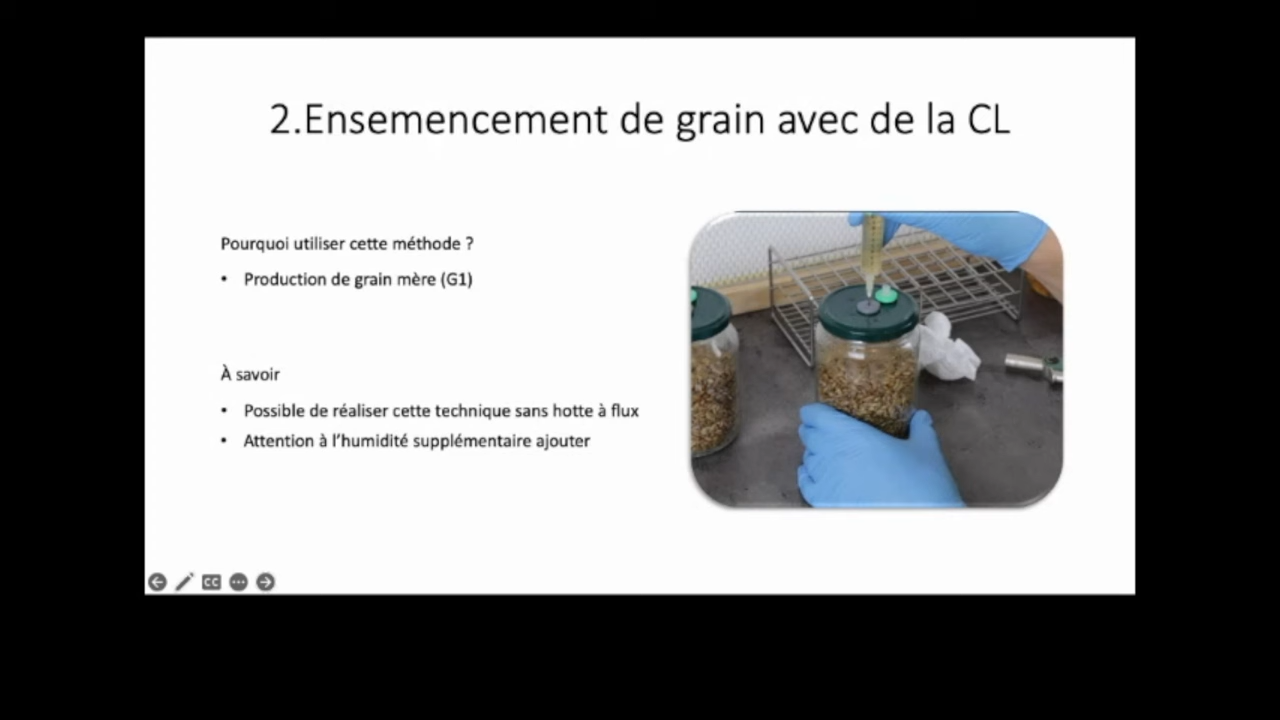 2.Ensemencement de grain avec de la CL
Pourquoi utiliser cette méthode ?
• Production de grain mère (G1)
À savoir
• Possible de réaliser cette technique sans hotte à flux
• Attention à l'humidité supplémentaire ajouter
CC